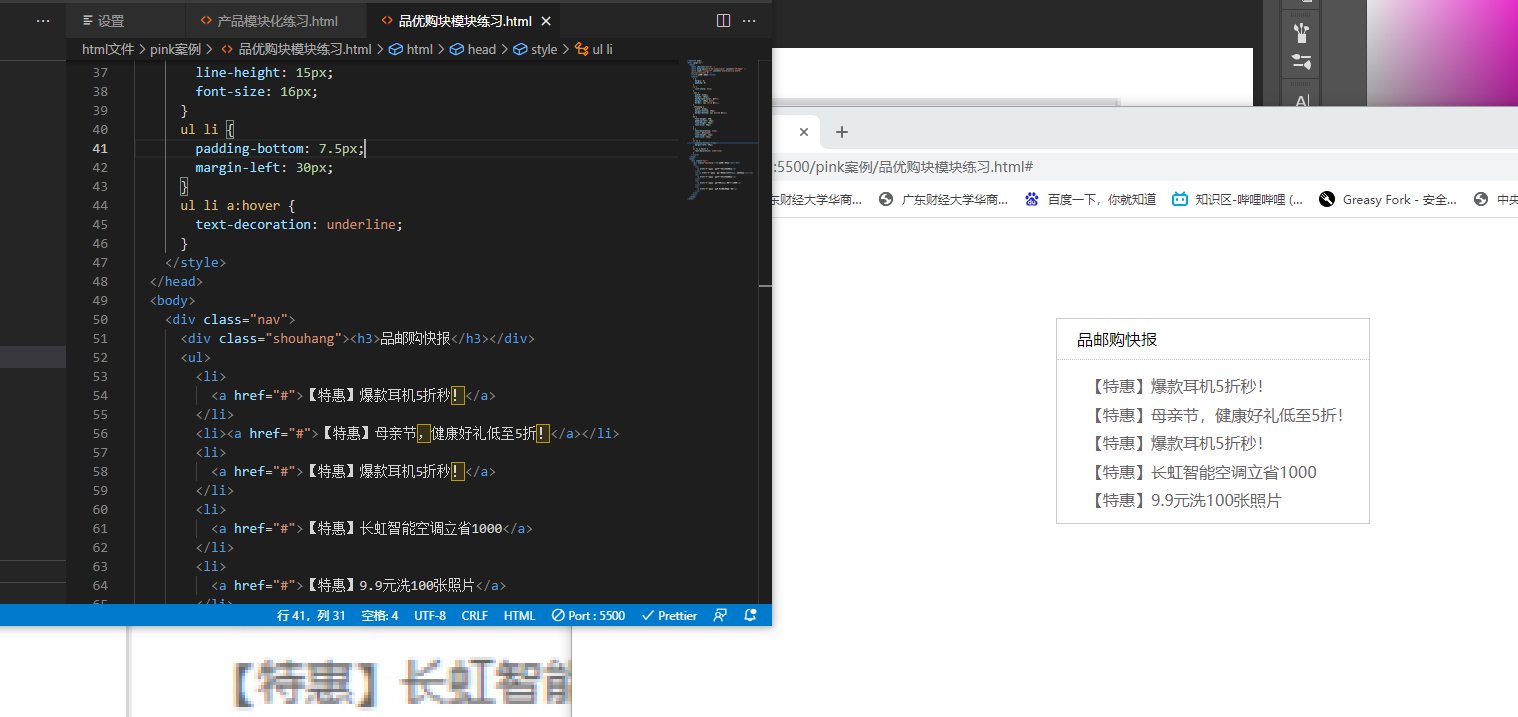 设置
产品模块化练习.html
品优购块模块练习.html
html文件 > pink案例 > 品优购块模块练习.html > html > head > style > ul li
37 line-height: 15px;
38 font-size: 16px;
39 }
40 ul li {
41 padding-bottom: 7.5px;
42 margin-left: 30px;
43 }
44 ul li a:hover {
45 text-decoration: underline;
46 }
47 </style>
48 </head>
49 <body>
50 <div class="nav">
51 <div class="shouhang"><h3>品邮购快报</h3></div>
52 <ul>
53 <li>
54 <a href="#">【特惠】爆款耳机5折秒！</a>
55 </li>
56 <li><a href="#">【特惠】母亲节，健康好礼低至5折！</a></li>
57 <li>
58 <a href="#">【特惠】爆款耳机5折秒！</a>
59 </li>
60 <li>
61 <a href="#">【特惠】长虹智能空调立省1000</a>
62 </li>
63 <li>
64 <a href="#">【特惠】9.9元洗100张照片</a>
65 </li>
行 41，列 31 空格: 4 UTF-8 CRLF HTML Port : 5500 Prettier
【特惠】长虹智能
:5500/pink案例/品优购块模块练习.html#
东财经大学华商... 广东财经大学华商... 百度一下，你就知道 知识区-哔哩哔哩 (... Greasy Fork - 安全... 中央
品邮购快报
【特惠】爆款耳机5折秒！
【特惠】母亲节，健康好礼低至5折！
【特惠】爆款耳机5折秒！
【特惠】长虹智能空调立省1000
【特惠】9.9元洗100张照片